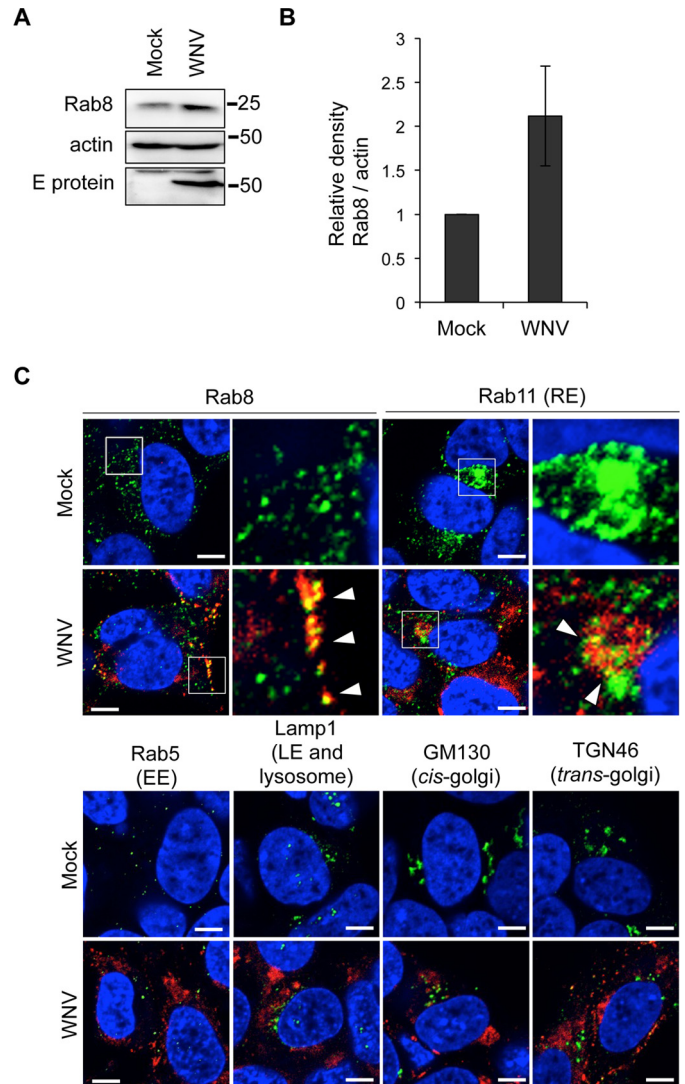 A
Mock
WNV
Rab8
25
actin
50
E protein
50
B
Relative density
Rab8 / actin
3
2.5
2
1.5
1
0.5
0
Mock
WNV
C
Rab8
Rab11 (RE)
Mock
WNV
Rab5
(EE)
Lamp1
(LE and
lysosome)
GM130
(cis-golgi)
TGN46
(trans-golgi)
Mock
WNV